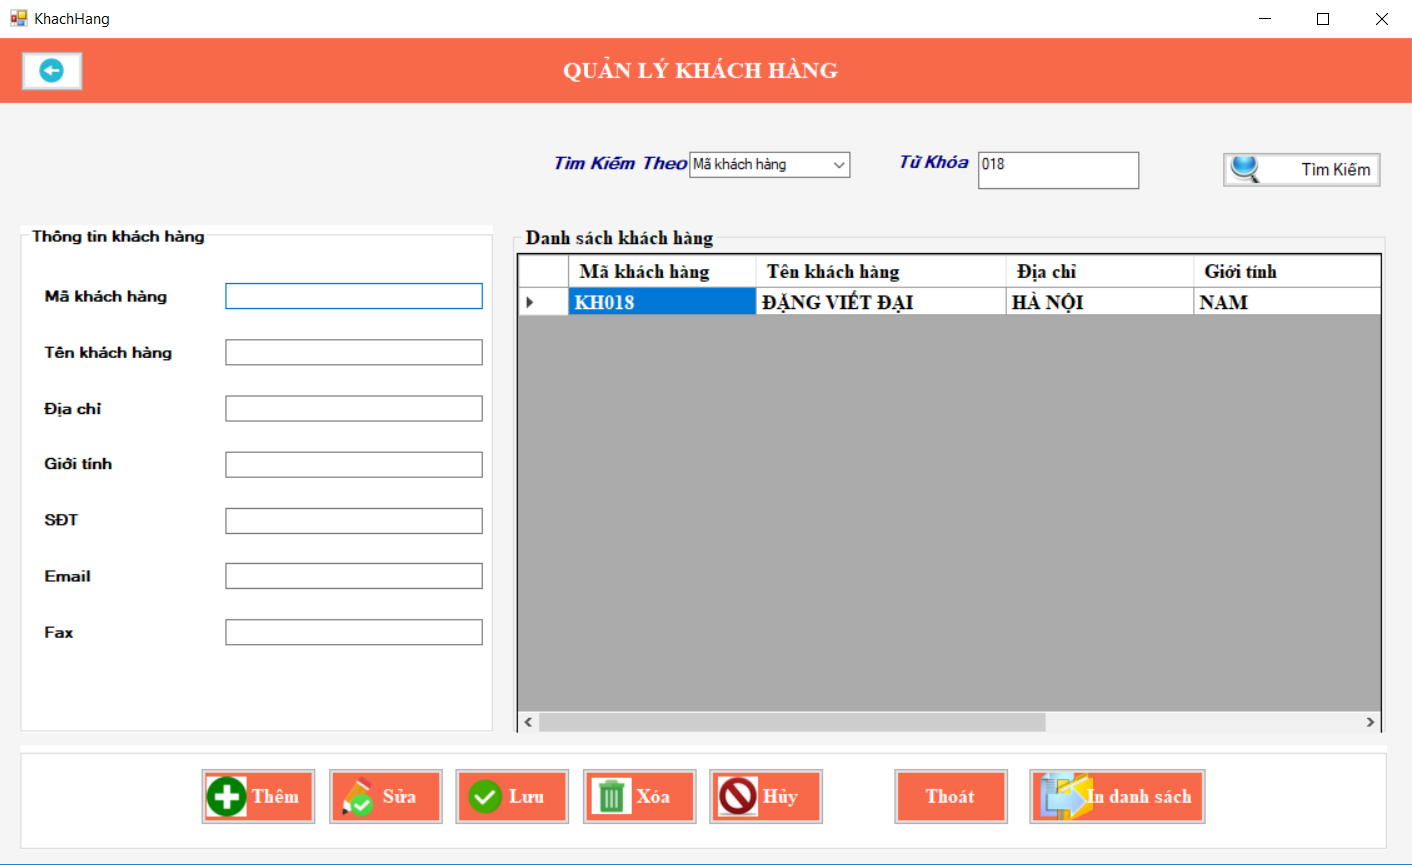 KhachHang
QUẢN LÝ KHÁCH HÀNG
Tìm Kiếm Theo Mã khách hàng Từ Khóa 018 Tìm Kiếm
Thông tin khách hàng
Mã khách hàng
Tên khách hàng
Địa chỉ
Giới tính
SĐT
Email
Fax
Danh sách khách hàng
Mã khách hàng Tên khách hàng Địa chỉ Giới tính
KH018 ĐẶNG VIẾT ĐẠI HÀ NỘI NAM
Thêm Sửa Lưu Xóa Hủy Thoát In danh sách